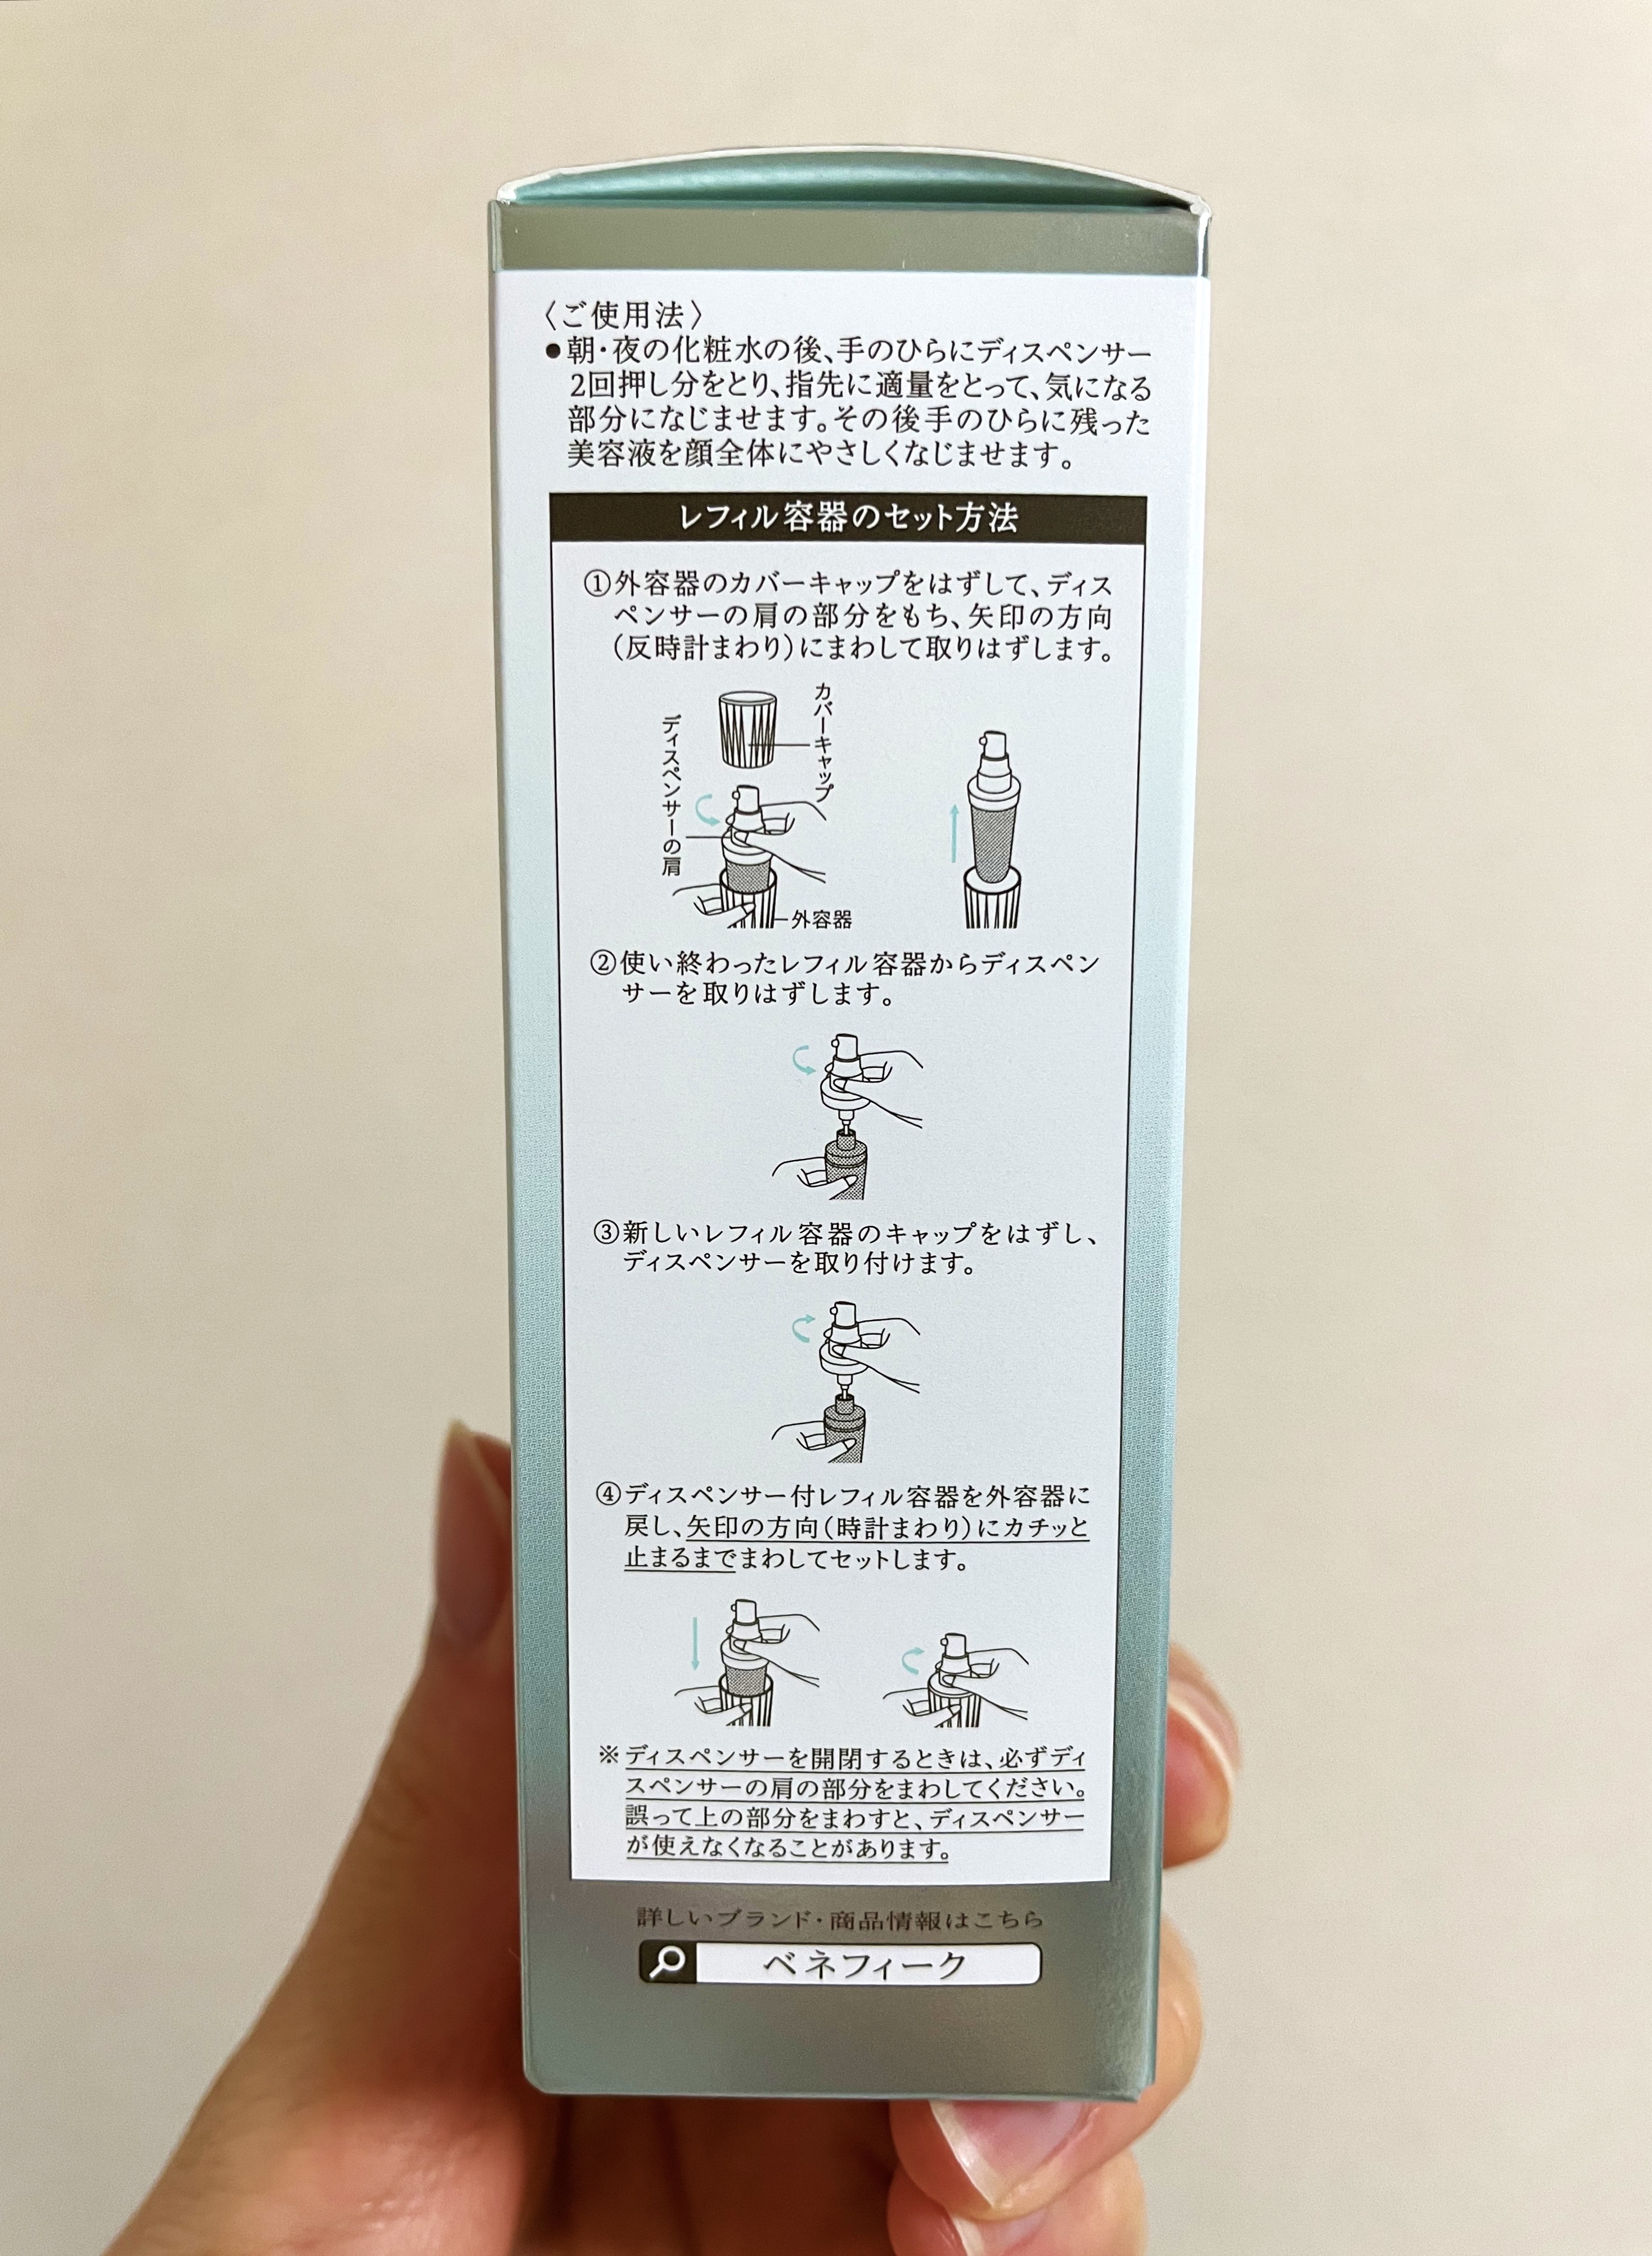 〈ご使用法〉
●朝・夜の化粧水の後、手のひらにディスペンサー
2回押し分をとり、指先に適量をとって、気になる
部分になじませます。その後手のひらに残った
美容液を顔全体にやさしくなじませます。
レフィル容器のセット方法
①外容器のカバーキャップをはずして、ディス
ペンサーの肩の部分をもち、矢印の方向
(反時計まわり)にまわして取りはずします。
カバーキャップ
ディスペンサーの肩
外容器
②使い終わったレフィル容器からディスペン
サーを取りはずします。
③新しいレフィル容器のキャップをはずし、
ディスペンサーを取り付けます。
④ディスペンサー付レフィル容器を外容器に
戻し、矢印の方向(時計まわり)にカチッと
止まるまでまわしてセットします。
※ディスペンサーを開閉するときは、必ずディ
スペンサーの肩の部分をまわしてください。
誤って上の部分をまわすと、ディスペンサー
が使えなくなることがあります。
詳しいブランド・商品情報はこちら
ベネフィーク